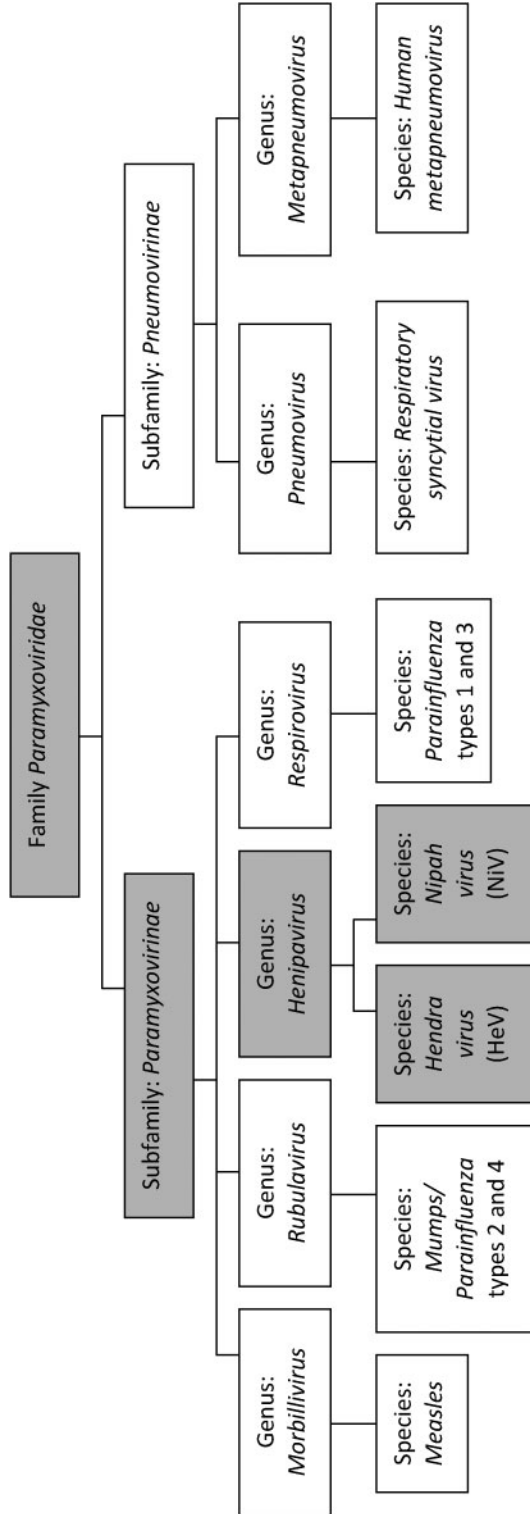 Family Paramyxoviridae
Subfamily: Paramyxovirinae
Subfamily: Pneumovirinae
Genus:
Morbillivirus
Genus:
Rubulavirus
Genus:
Henipavirus
Genus:
Respirovirus
Genus:
Pneumovirus
Genus:
Metapneumovirus
Species:
Measles
Species:
Mumps/
Parainfluenza
types 2 and 4
Species:
Hendra
virus
(HeV)
Species:
Nipah
virus
(NiV)
Species:
Parainfluenza
types 1 and 3
Species: Respiratory
syncytial virus
Species: Human
metapneumovirus